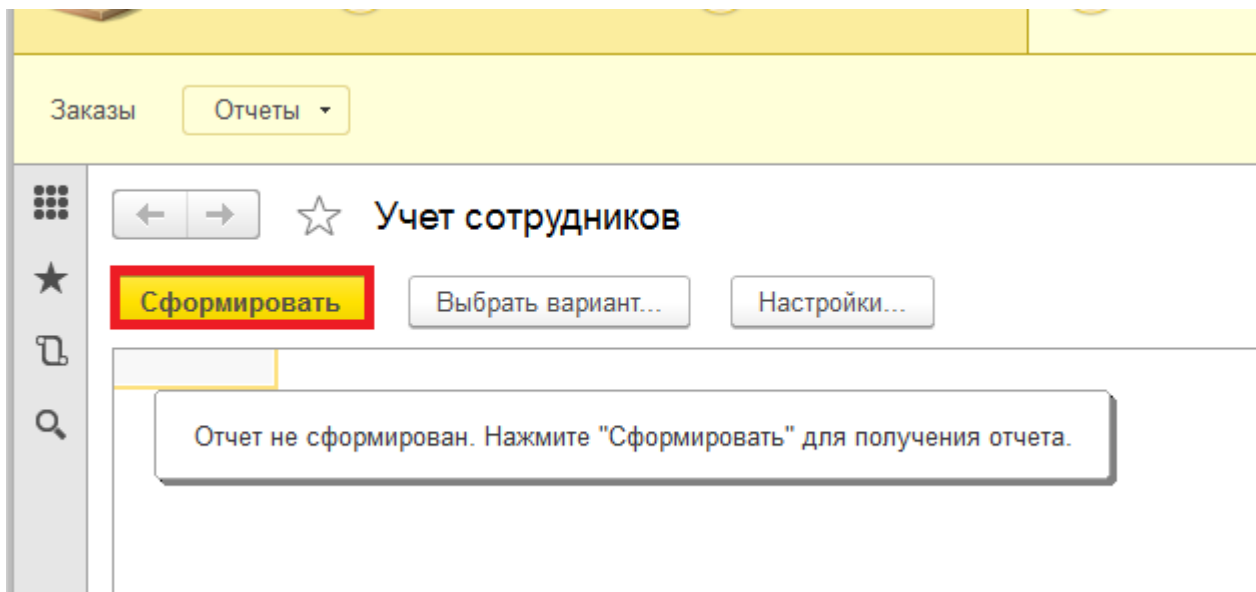 Заказы Отчеты
Учет сотрудников
Сформировать Выбрать вариант... Настройки...
Отчет не сформирован. Нажмите "Сформировать" для получения отчета.